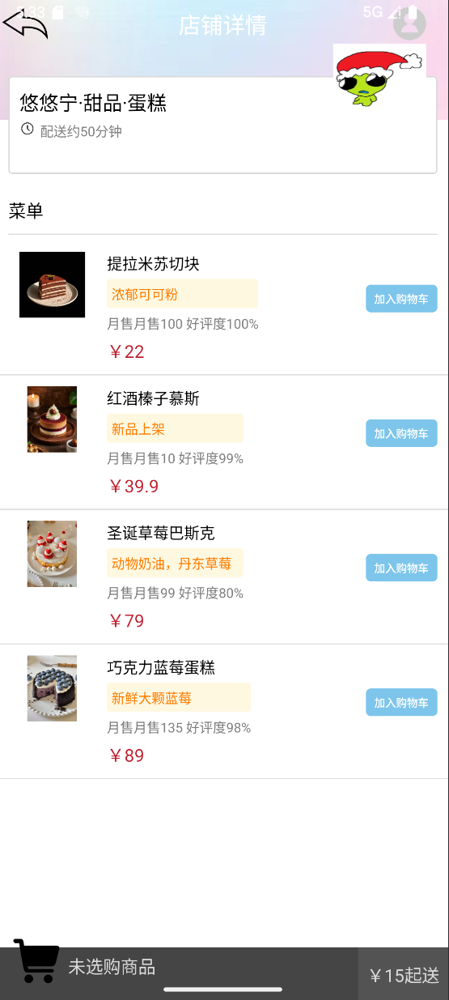 5:33 5G
店铺详情
悠悠宁·甜品·蛋糕
配送约50分钟
菜单
提拉米苏切块
浓郁可可粉
加入购物车
月售月售100 好评度100%
￥22
红酒榛子慕斯
新品上架
加入购物车
月售月售10 好评度99%
￥39.9
圣诞草莓巴斯克
动物奶油，丹东草莓
加入购物车
月售月售99 好评度80%
￥79
巧克力蓝莓蛋糕
新鲜大颗蓝莓
加入购物车
月售月售135 好评度98%
￥89
未选购商品
￥15起送